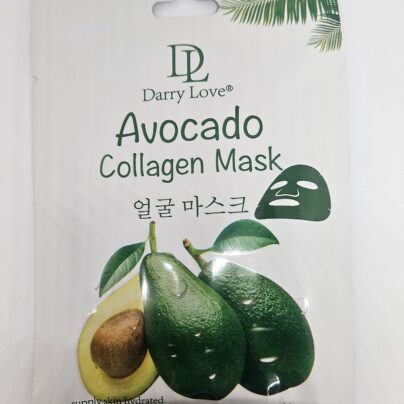 DL
Darry Love®
Avocado
Collagen Mask
얼굴 마스크
supply skin hydrated